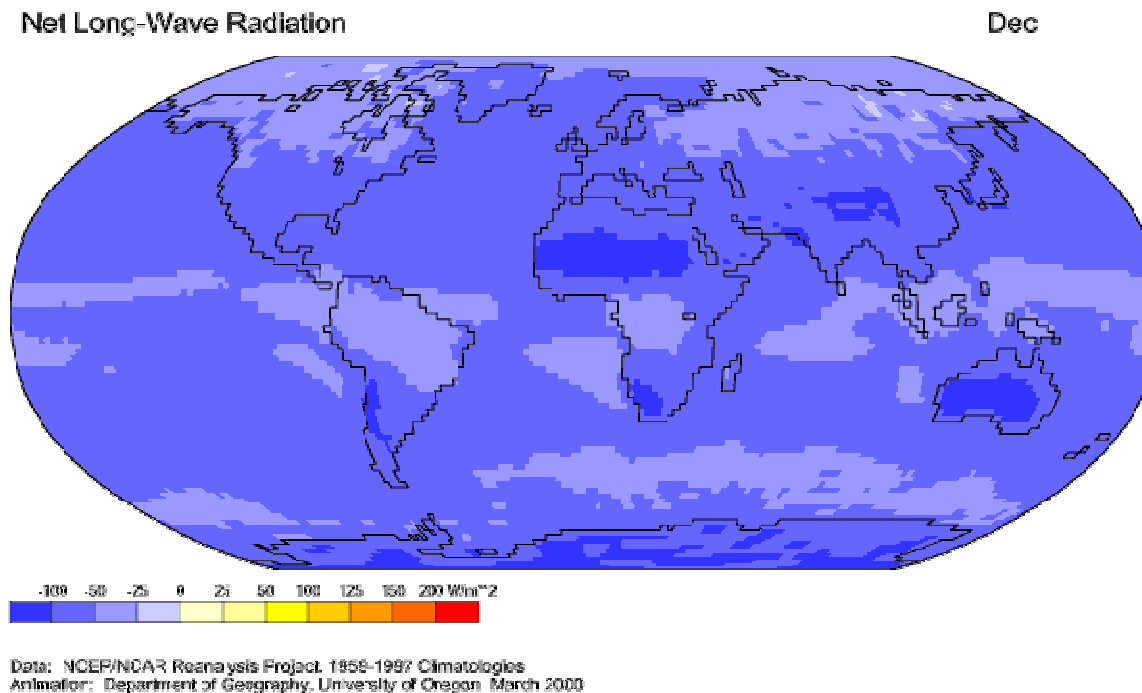 Net Long-Wave Radiation
Dec
-100 -50 -25 0 25 50 100 125 150 200 W/m**2
Data: NCEP/NCAR Reanalysis Project, 1959-1997 Climatologies
Animation: Department of Geography, University of Oregon, March 2000